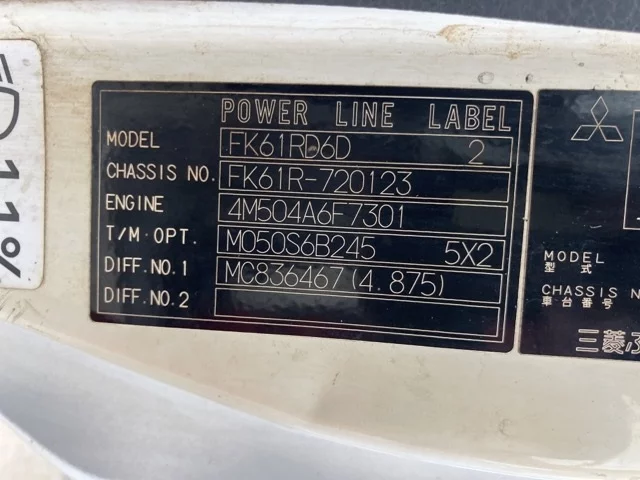 POWER LINE LABEL
MODEL FK61RD6D 2
CHASSIS NO. FK61R-720123
ENGINE 4M504A6F7301
T/M·OPT. M050S6B245 5X2
DIFF.NO.1 MC836467(4.875)
DIFF.NO.2
11%
MODEL
型式
CHASSIS N
車台番号
三菱ふ